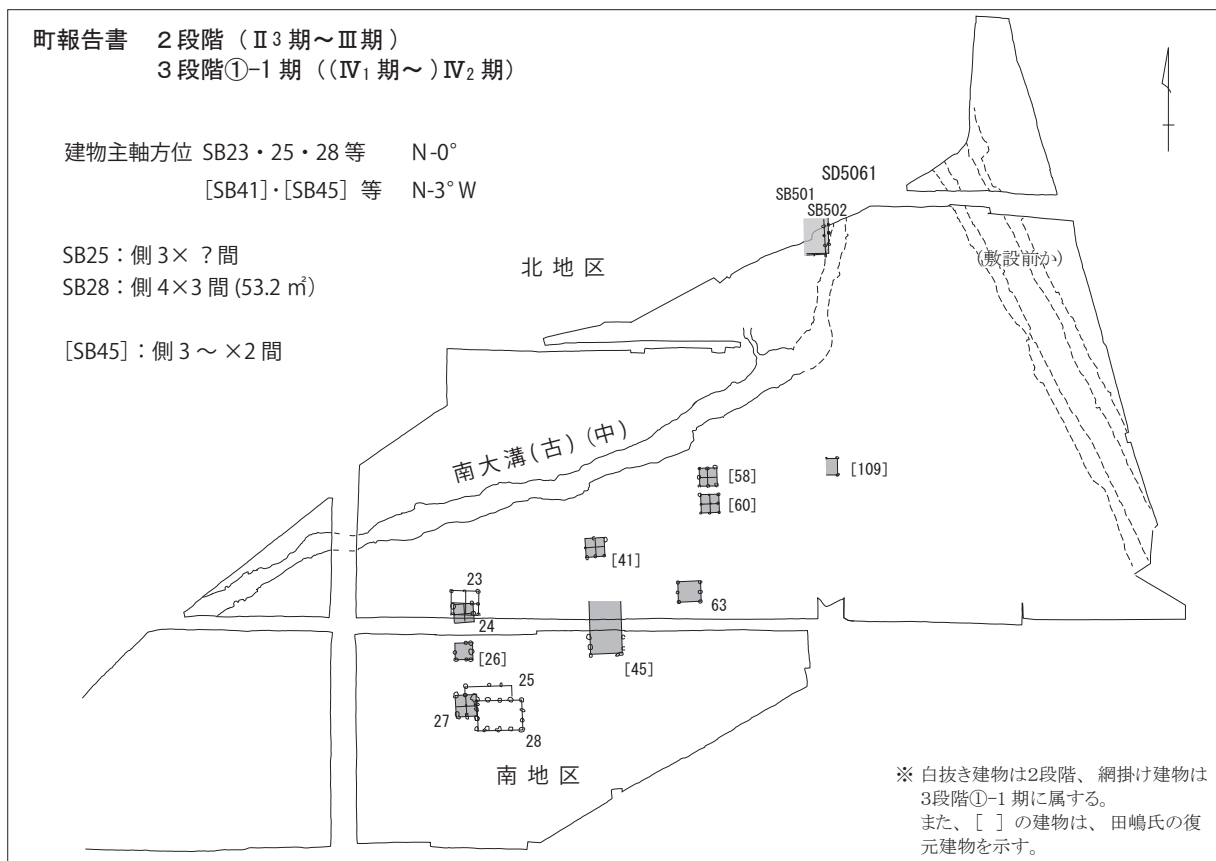 町報告書　2段階（Ⅱ3期～Ⅲ期）
3段階①-1期（(Ⅳ1期～)Ⅳ2期）
建物主軸方位 SB23・25・28 等　N-0°
[SB41]・[SB45] 等　N-3°W
SB25：側 3× ？間
SB28：側 4×3 間 (53.2 ㎡)
[SB45]：側 3 ～ ×2 間
SD5061
SB501
SB502
北地区
(敷設前か)
南大溝(古)(中)
[58]
[109]
[60]
[41]
23
63
24
[26]
[45]
25
27
28
南地区
※ 白抜き建物は2段階、網掛け建物は
3段階①-1期に属する。
また、[ ] の建物は、田嶋氏の復
元建物を示す。